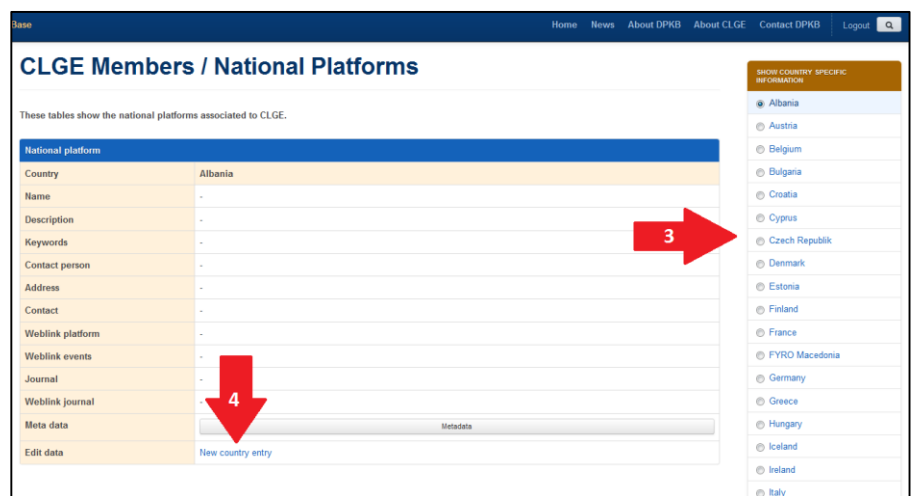 Base Home News About DPKB About CLGE Contact DPKB Logout
CLGE Members / National Platforms
These tables show the national platforms associated to CLGE.
National platform
Country Albania
Name -
Description -
Keywords -
Contact person -
Address -
Contact -
Weblink platform -
Weblink events -
Journal -
Weblink journal -
Meta data Metadata
Edit data New country entry
3
4
SHOW COUNTRY SPECIFIC
INFORMATION
Albania
Austria
Belgium
Bulgaria
Croatia
Cyprus
Czech Republik
Denmark
Estonia
Finland
France
FYRO Macedonia
Germany
Greece
Hungary
Iceland
Ireland
Italy